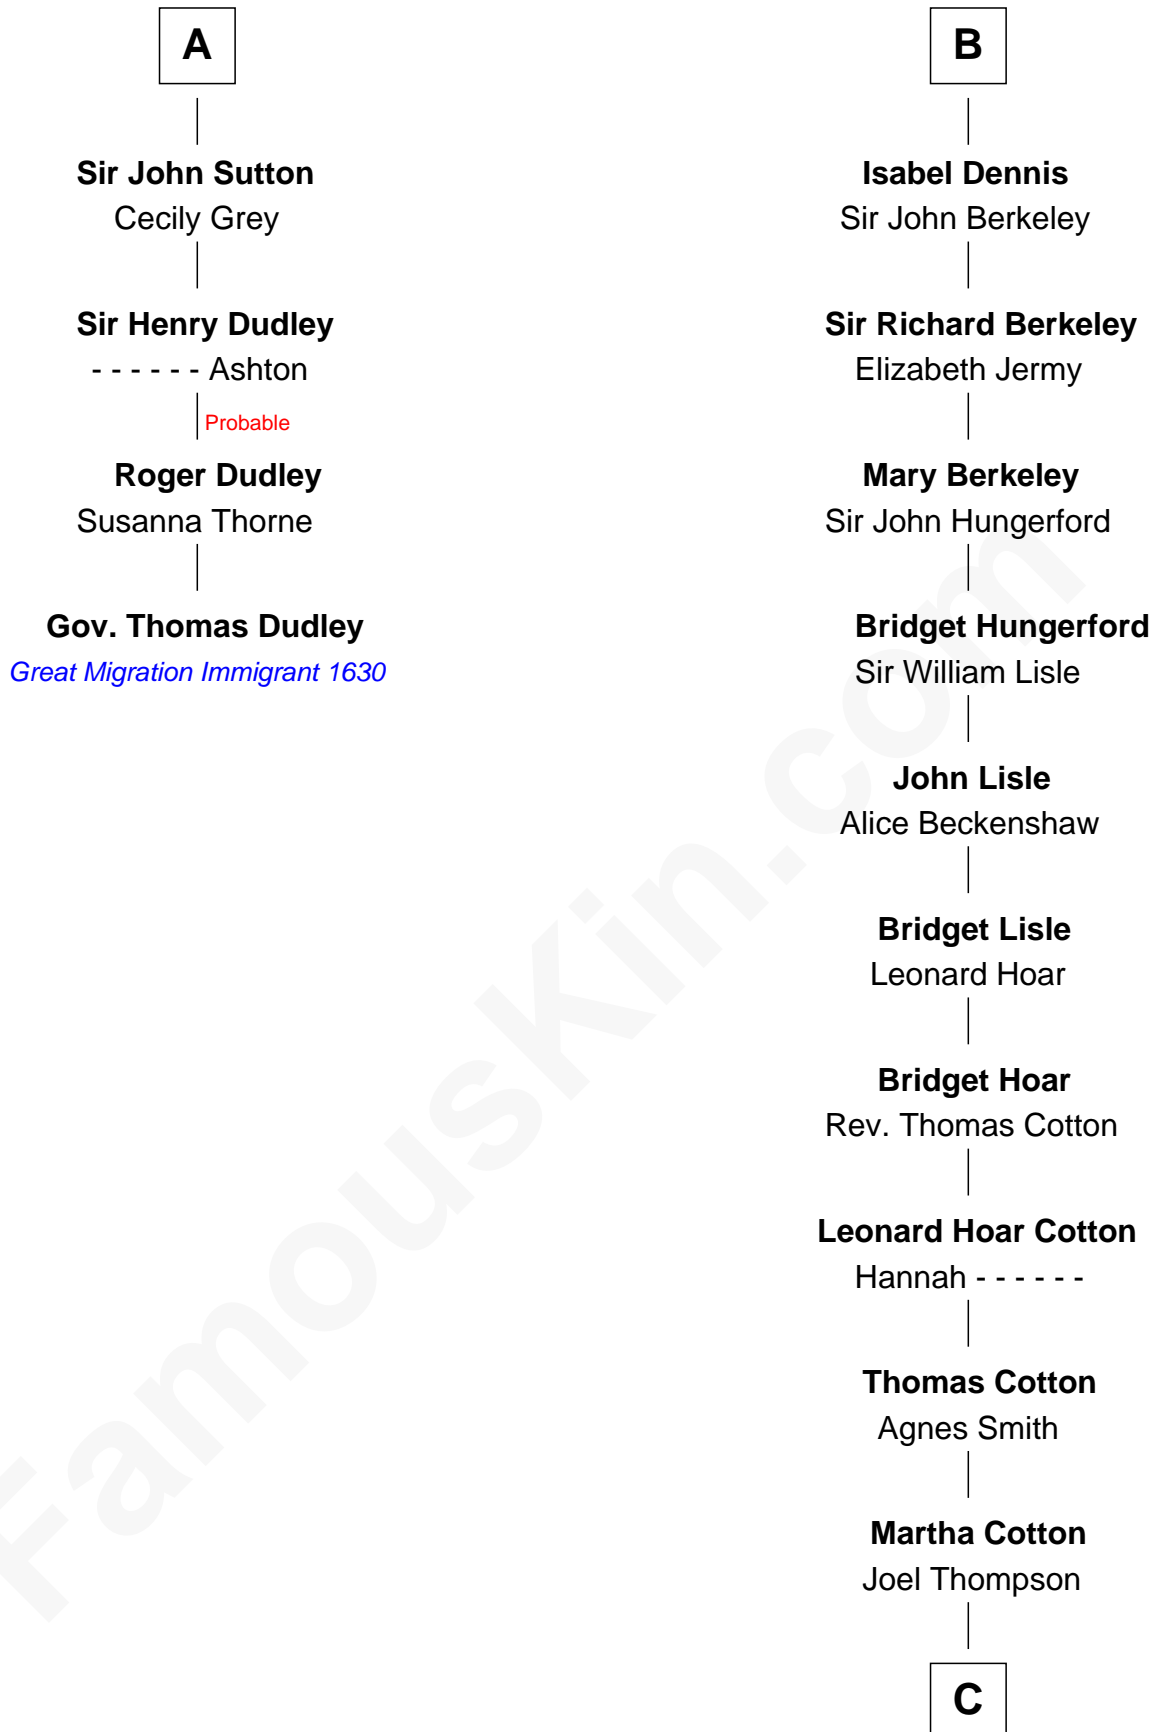 A
Sir John Sutton
Cecily Grey
Sir Henry Dudley
- - - - - - Ashton
Probable
Roger Dudley
Susanna Thorne
Gov. Thomas Dudley
Great Migration Immigrant 1630
B
Isabel Dennis
Sir John Berkeley
Sir Richard Berkeley
Elizabeth Jermy
Mary Berkeley
Sir John Hungerford
Bridget Hungerford
Sir William Lisle
John Lisle
Alice Beckenshaw
Bridget Lisle
Leonard Hoar
Bridget Hoar
Rev. Thomas Cotton
Leonard Hoar Cotton
Hannah - - - - - -
Thomas Cotton
Agnes Smith
Martha Cotton
Joel Thompson
C
FamousKin.com